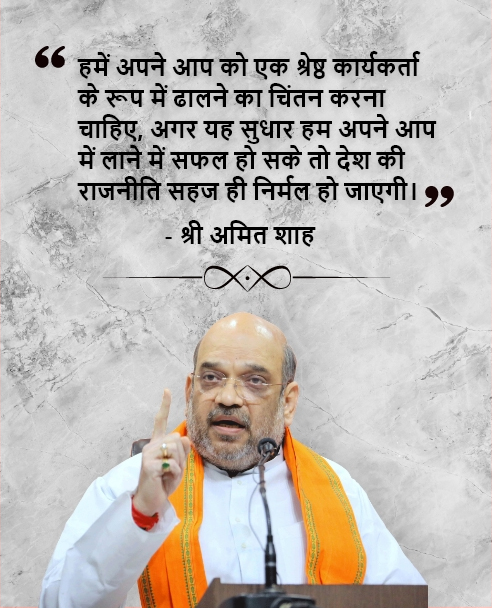 “ हमें अपने आप को एक श्रेष्ठ कार्यकर्ता
के रूप में ढालने का चिंतन करना
चाहिए, अगर यह सुधार हम अपने आप
में लाने में सफल हो सके तो देश की
राजनीति सहज ही निर्मल हो जाएगी। ”
- श्री अमित शाह